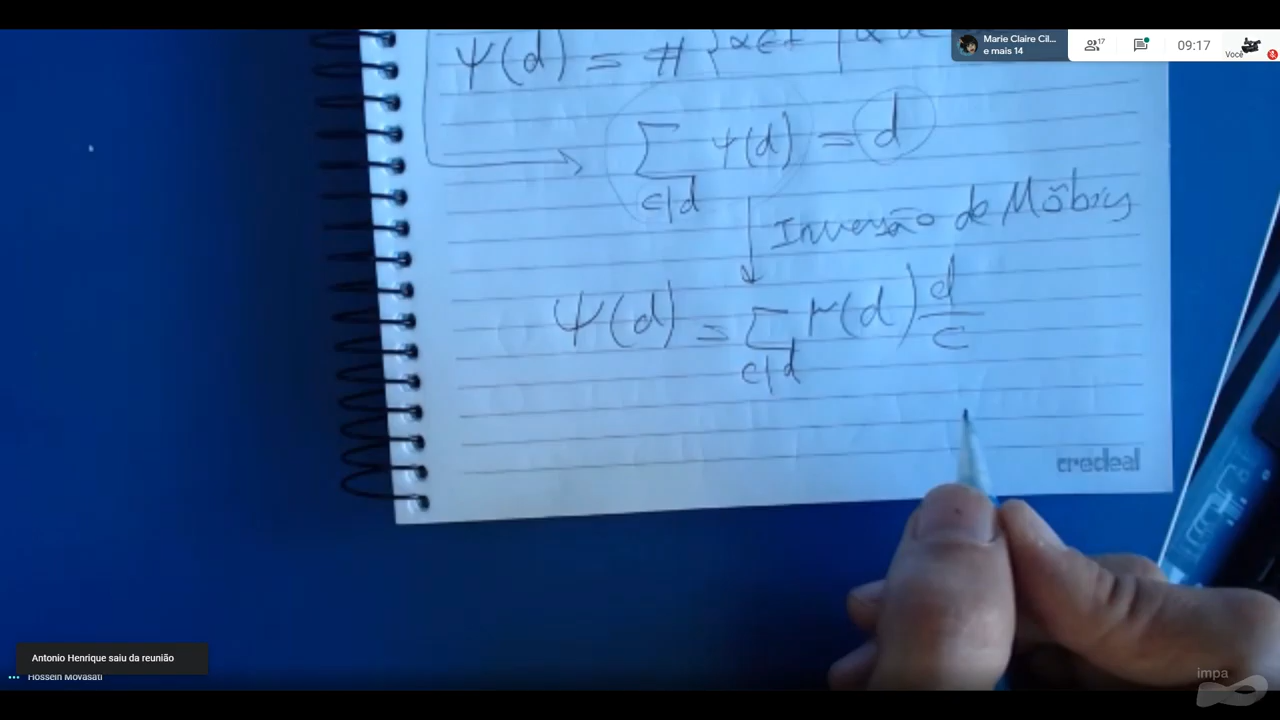 Marie Claire Cil...
e mais 14
17
09:17
Você
Ψ(d) = # {α∈F | α
∑ ψ(d) = d
c|d
Inversão de Möbius
Ψ(d) = ∑ μ(d) d/c
c|d
credeal
Antonio Henrique saiu da reunião
Hossein Movasati
impa